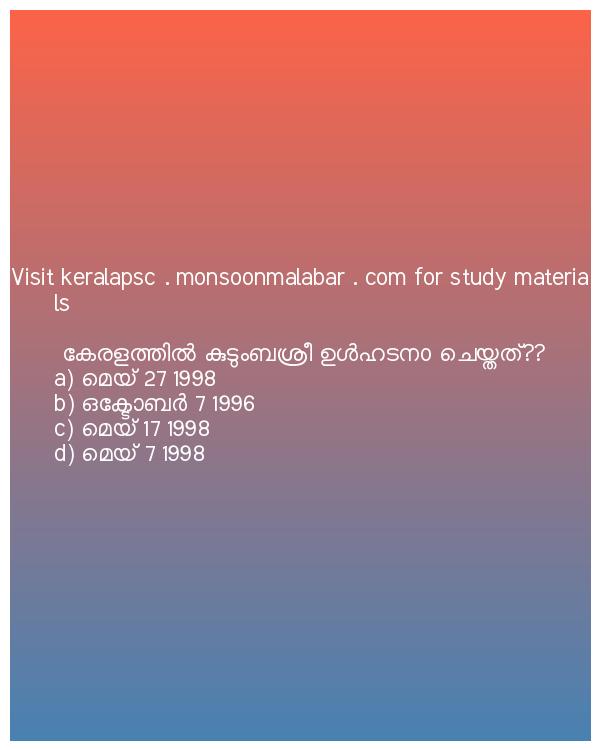 Visit keralapsc . monsoonmalabar . com for study materia
ls
കേരളത്തിൽ കുടുംബശ്രീ ഉൾഹടനം ചെയ്തത്??
a) മെയ് 27 1998
b) ഒക്ടോബർ 7 1996
c) മെയ് 17 1998
d) മെയ് 7 1998